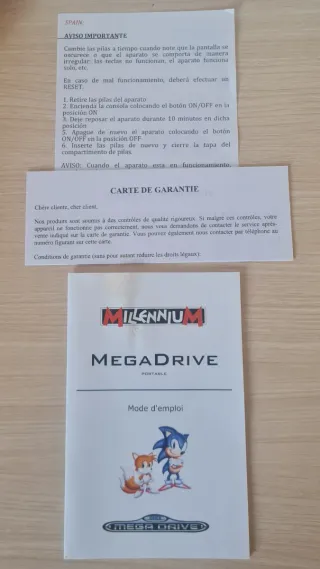 SPAIN:
AVISO IMPORTANTE
Cambie las pilas a tiempo cuando note que la pantalla se
oscurece o que el aparato se comporta de manera
irregular: las teclas no funcionan, el aparato funciona
solo, etc.
En caso de mal funcionamiento, deberá efectuar un
RESET.
1. Retire las pilas del aparato
2. Encienda la consola colocando el botón ON/OFF en la
posición ON
3. Deje reposar el aparato durante 10 minutos en dicha
posición
5. Apague de nuevo el aparato colocando el botón
ON/OFF en la posición OFF
6. Inserte las pilas de nuevo y cierre la tapa del
compartimento de pilas.
AVISO: Cuando el aparato está en funcionamiento,
CARTE DE GARANTIE
Chère cliente, cher client,
Nos produits sont soumis à des contrôles de qualité rigoureux. Si malgré ces contrôles, votre
appareil ne fonctionne pas correctement, nous vous demandons de contacter le service après-
vente indiqué sur la carte de garantie. Vous pouvez également nous contacter par téléphone au
numéro figurant sur cette carte.
Conditions de garantie (sans pour autant réduire les droits légaux):
MILLENNIUM
MEGADRIVE
PORTABLE
Mode d'emploi
MEGA DRIVE